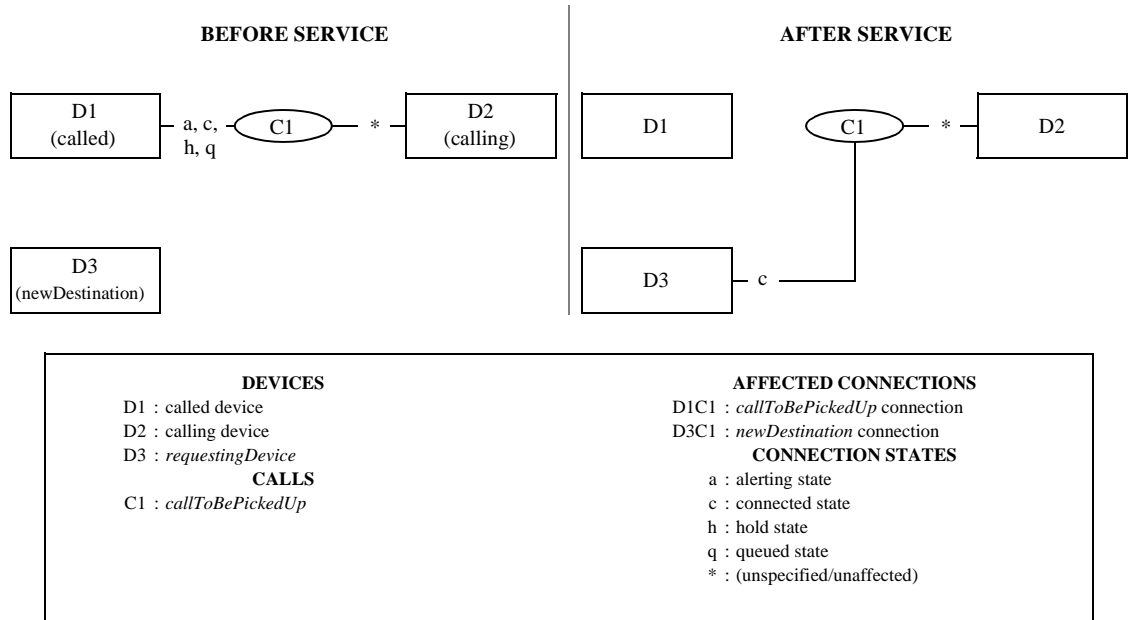 BEFORE SERVICE
AFTER SERVICE
D1
(called)
a, c,
h, q
C1
*
D2
(calling)
D3
(newDestination)
D1
C1
*
D2
D3
c
DEVICES
D1 : called device
D2 : calling device
D3 : requestingDevice
CALLS
C1 : callToBePickedUp
AFFECTED CONNECTIONS
D1C1 : callToBePickedUp connection
D3C1 : newDestination connection
CONNECTION STATES
a : alerting state
c : connected state
h : hold state
q : queued state
* : (unspecified/unaffected)